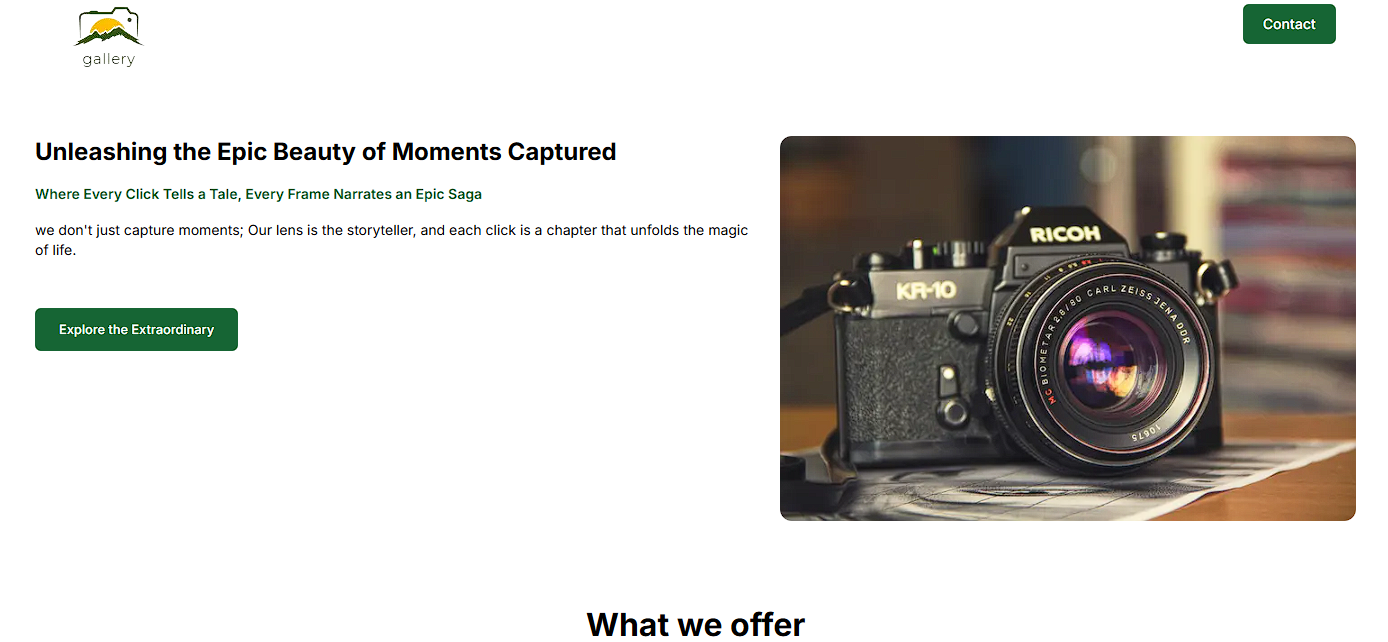 gallery
Contact
Unleashing the Epic Beauty of Moments Captured
Where Every Click Tells a Tale, Every Frame Narrates an Epic Saga
we don't just capture moments; Our lens is the storyteller, and each click is a chapter that unfolds the magic
of life.
Explore the Extraordinary
RICOH
KR-10
MC BIOMETAR 2.8/80 CARL ZEISS JENA DDR
10675
What we offer